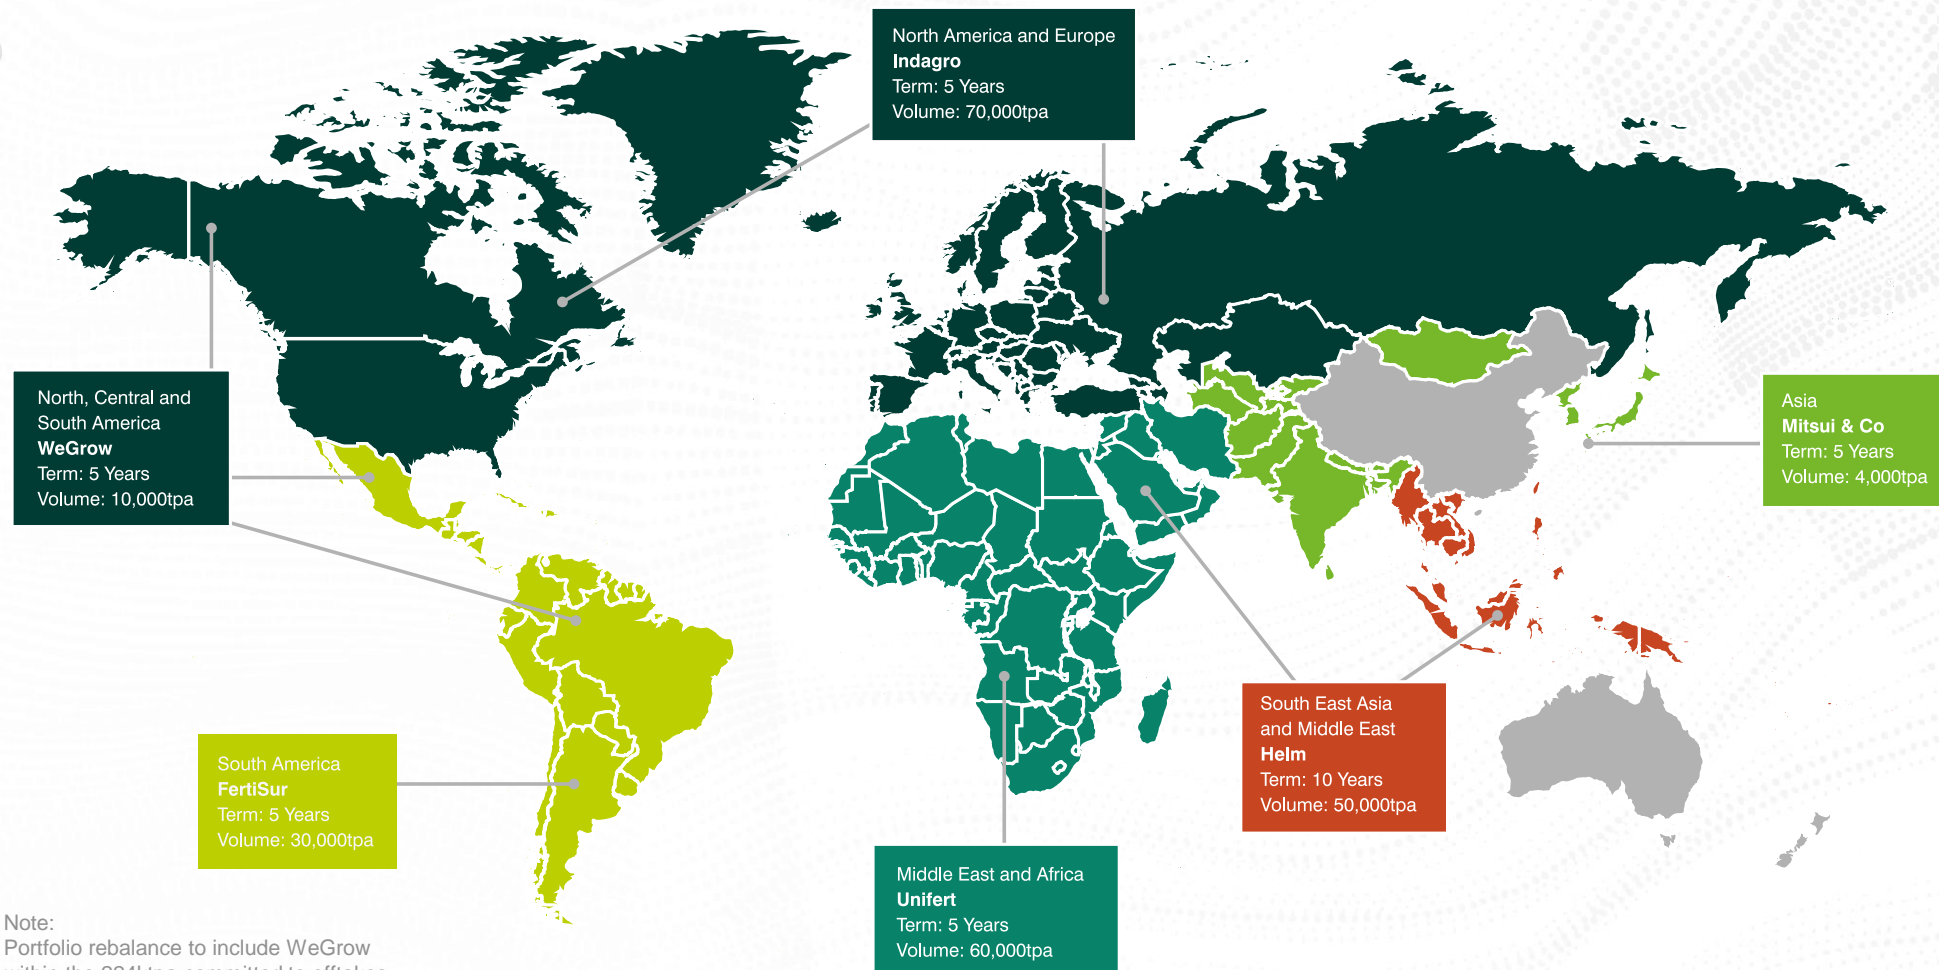 North America and Europe
Indagro
Term: 5 Years
Volume: 70,000tpa
North, Central and
South America
WeGrow
Term: 5 Years
Volume: 10,000tpa
Asia
Mitsui & Co
Term: 5 Years
Volume: 4,000tpa
South America
FertiSur
Term: 5 Years
Volume: 30,000tpa
South East Asia
and Middle East
Helm
Term: 10 Years
Volume: 50,000tpa
Middle East and Africa
Unifert
Term: 5 Years
Volume: 60,000tpa
Note:
Portfolio rebalance to include WeGrow